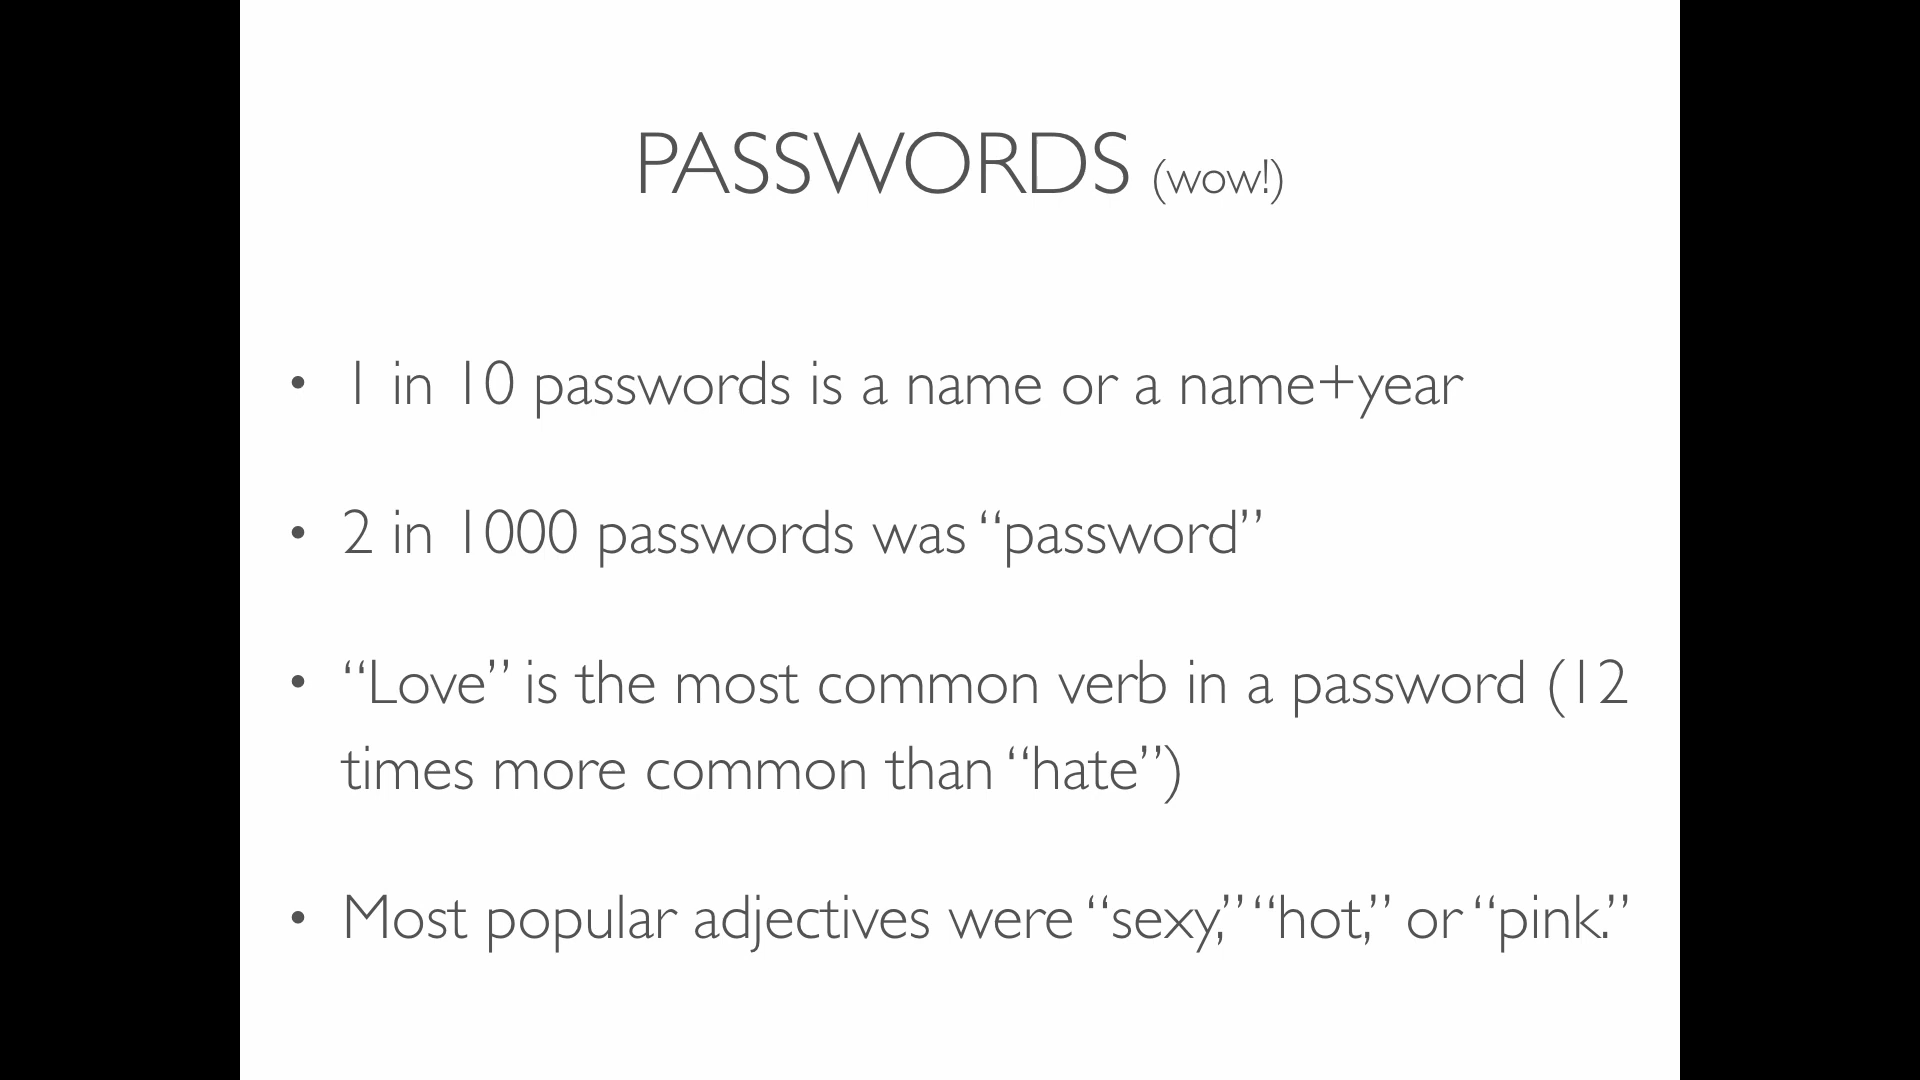 PASSWORDS (wow!)
• 1 in 10 passwords is a name or a name+year
• 2 in 1000 passwords was “password”
• “Love” is the most common verb in a password (12
times more common than “hate”)
• Most popular adjectives were “sexy,” “hot,” or “pink.”